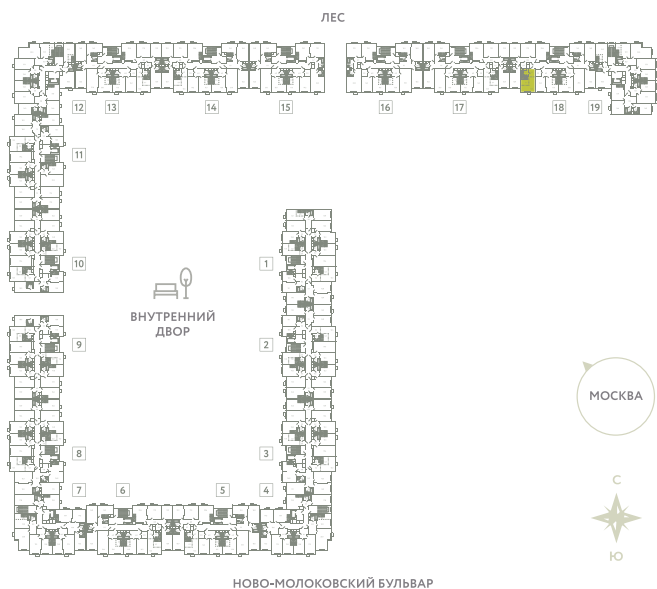 ЛЕС
12 13 14 15 16 17 18 19
11
10 1
ВНУТРЕННИЙ
ДВОР
9 2
МОСКВА
8 3
7 6 5 4
С
Ю
НОВО-МОЛОКОВСКИЙ БУЛЬВАР